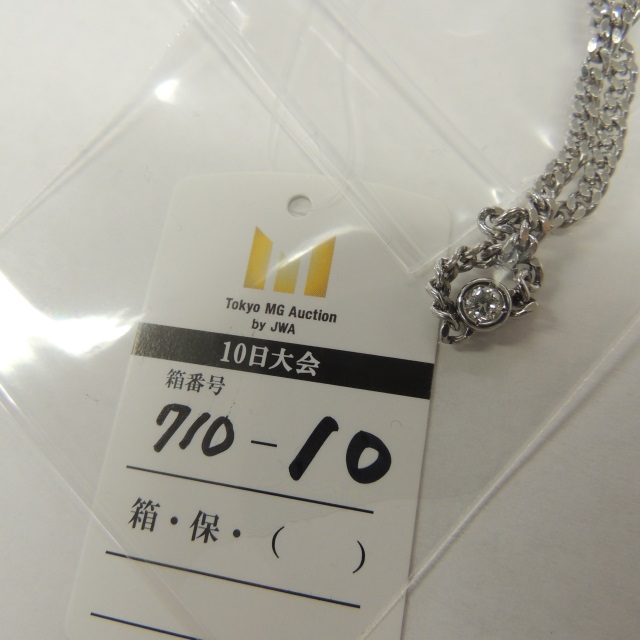 Tokyo MG Auction
by JWA
10日大会
箱番号
710-10
箱・保・（　　）